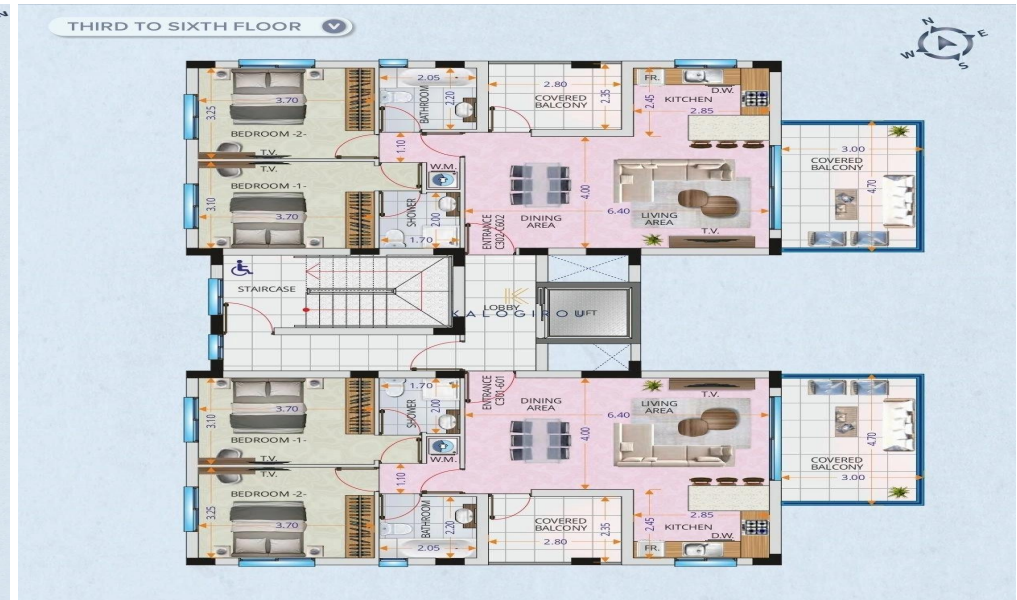 THIRD TO SIXTH FLOOR
N
E
W
S
N
3.25
3.70
BEDROOM -2-
T.V.
2.05
BATHROOM
2.20
1.10
2.80
COVERED
BALCONY
2.35
FR.
D.W.
2.45
KITCHEN
2.85
T.V.
BEDROOM -1-
3.10
3.70
W.M.
SHOWER
2.00
1.70
ENTRANCE
C302-C602
DINING
AREA
4.00
6.40
LIVING
AREA
T.V.
3.00
COVERED
BALCONY
4.70
STAIRCASE
LOBBY
KALOGIROU
LIFT
3.10
3.70
BEDROOM -1-
T.V.
1.70
SHOWER
2.00
W.M.
ENTRANCE
C301-601
DINING
AREA
4.00
6.40
LIVING
AREA
T.V.
4.70
COVERED
BALCONY
3.00
T.V.
BEDROOM -2-
3.25
3.70
1.10
BATHROOM
2.20
2.05
COVERED
BALCONY
2.35
2.80
2.45
2.85
KITCHEN
D.W.
FR.